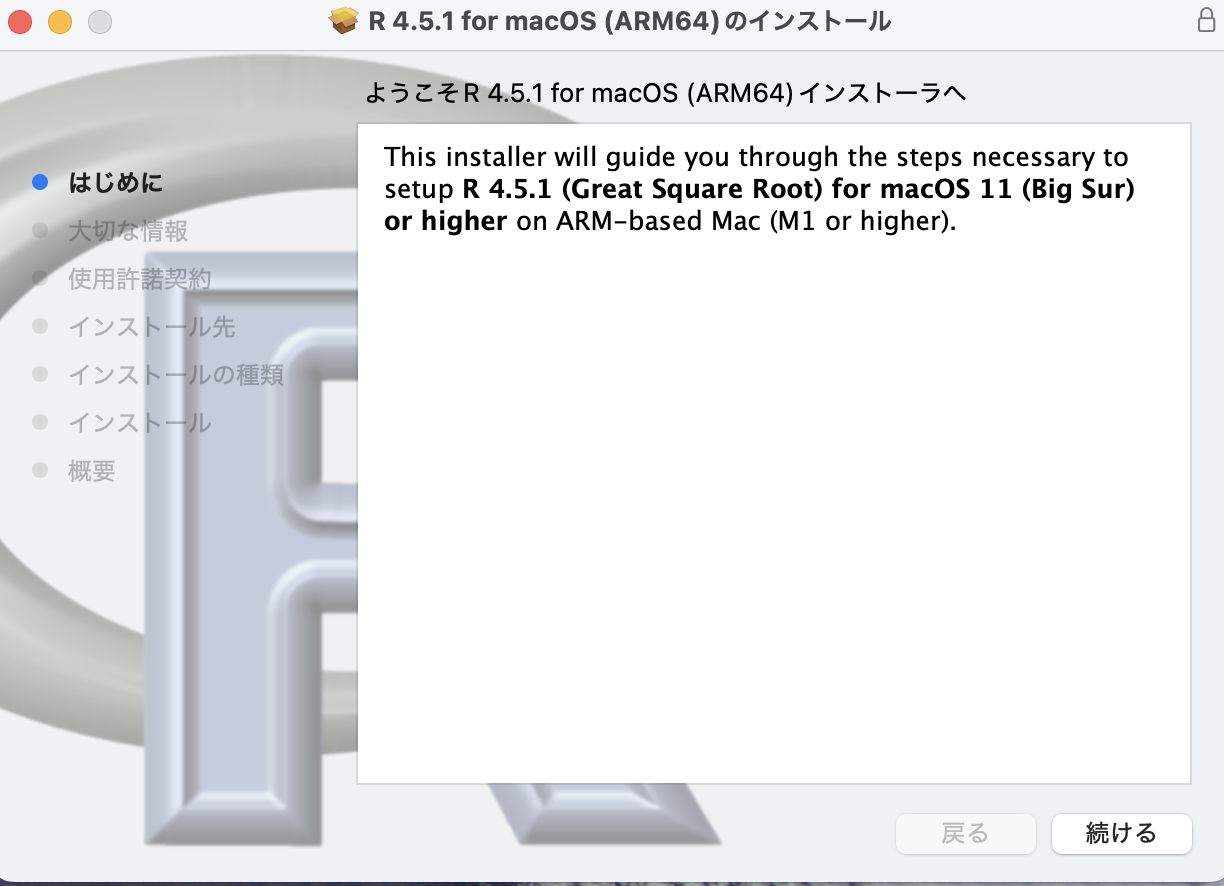 R 4.5.1 for macOS (ARM64)のインストール
ようこそR 4.5.1 for macOS (ARM64)インストーラへ
はじめに
大切な情報
使用許諾契約
インストール先
インストールの種類
インストール
概要
This installer will guide you through the steps necessary to
setup R 4.5.1 (Great Square Root) for macOS 11 (Big Sur)
or higher on ARM-based Mac (M1 or higher).
戻る
続ける